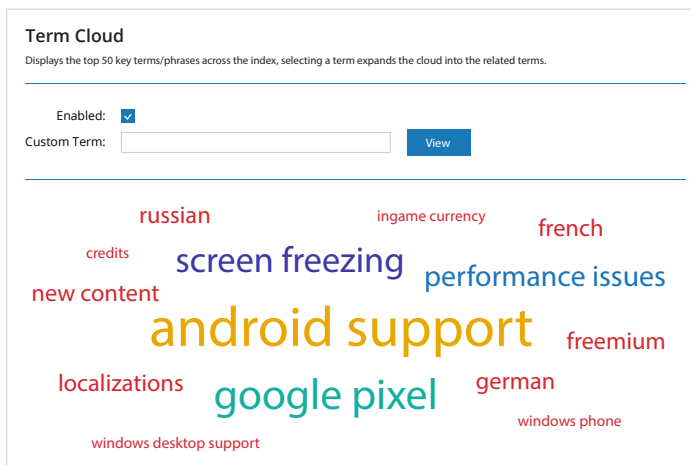 Term Cloud
Displays the top 50 key terms/phrases across the index, selecting a term expands the cloud into the related terms.
Enabled:
Custom Term:
View
russian
ingame currency
french
credits
screen freezing
performance issues
new content
android support
freemium
localizations
google pixel
german
windows phone
windows desktop support